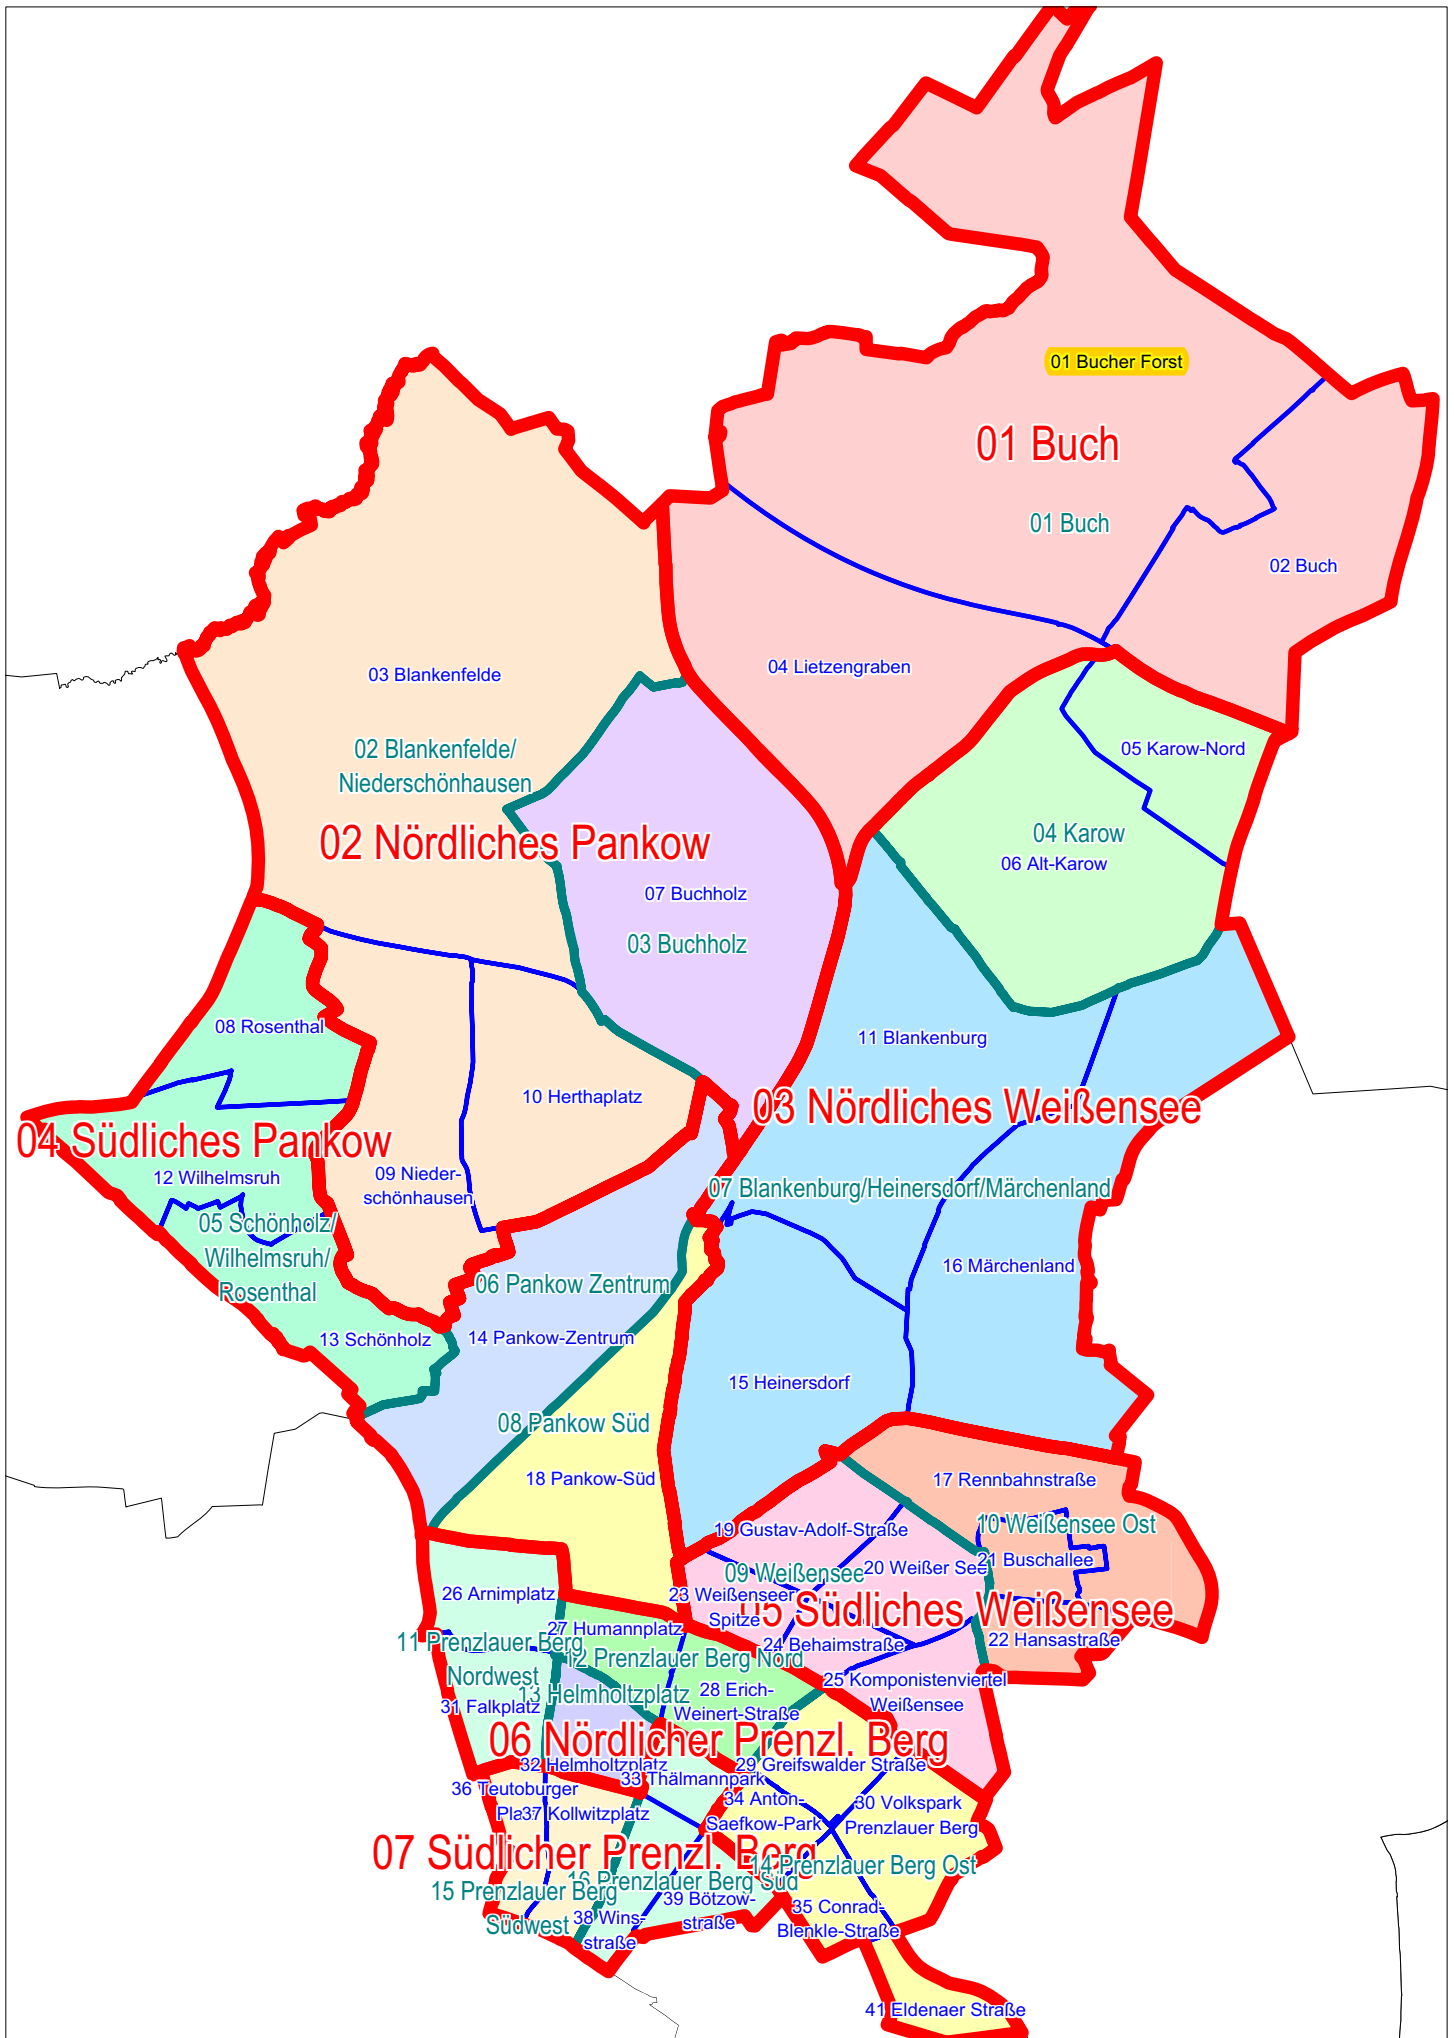 01 Bucher Forst
01 Buch
01 Buch
02 Buch
04 Lietzengraben
03 Blankenfelde
02 Blankenfelde/
Niederschönhausen
02 Nördliches Pankow
05 Karow-Nord
04 Karow
06 Alt-Karow
07 Buchholz
03 Buchholz
08 Rosenthal
11 Blankenburg
10 Herthaplatz
03 Nördliches Weißensee
04 Südliches Pankow
12 Wilhelmsruh
09 Nieder-
schönhausen
07 Blankenburg/Heinersdorf/Märchenland
05 Schönholz/
Wilhelmsruh/
Rosenthal
16 Märchenland
06 Pankow Zentrum
13 Schönholz
14 Pankow-Zentrum
15 Heinersdorf
08 Pankow Süd
18 Pankow-Süd
17 Rennbahnstraße
19 Gustav-Adolf-Straße
10 Weißensee Ost
21 Buschallee
20 Weißer See
09 Weißensee
26 Arnimplatz
23 Weißenseer
Spitze
05 Südliches Weißensee
27 Humannplatz
24 Behaimstraße
22 Hansastraße
11 Prenzlauer Berg
Nordwest
12 Prenzlauer Berg Nord
25 Komponistenviertel
Weißensee
13 Helmholtzplatz
28 Erich-
Weinert-Straße
31 Falkplatz
06 Nördlicher Prenzl. Berg
32 Helmholtzplatz
29 Greifswalder Straße
33 Thälmannpark
36 Teutoburger
Platz
37 Kollwitzplatz
34 Anton-
Saefkow-Park
30 Volkspark
Prenzlauer Berg
07 Südlicher Prenzl. Berg
14 Prenzlauer Berg Ost
16 Prenzlauer Berg Süd
15 Prenzlauer Berg
Südwest
39 Bötzow-
straße
38 Wins-
straße
35 Conrad-
Blenkle-Straße
41 Eldenaer Straße